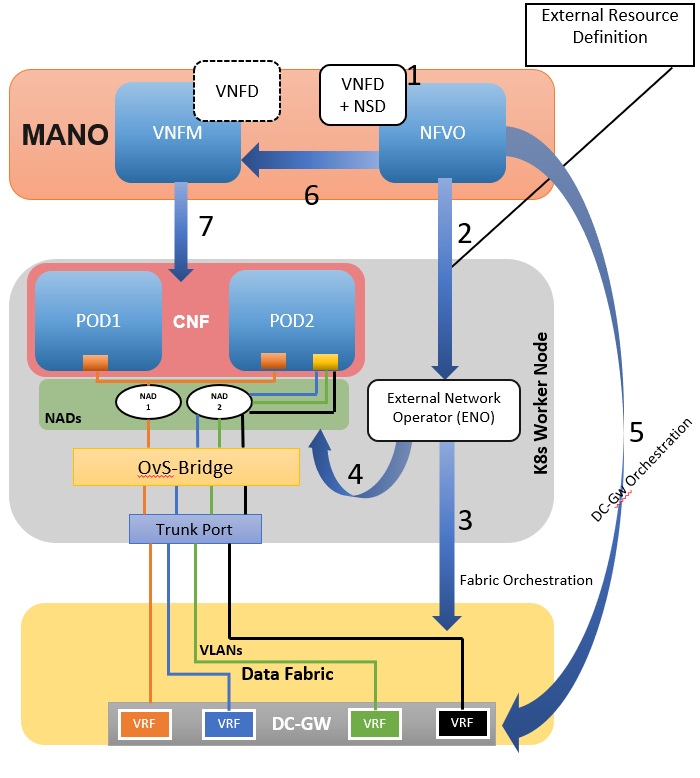 External Resource
Definition
1
VNFD
VNFD
+ NSD
MANO
VNFM
NFVO
6
7
2
POD1
CNF
POD2
NAD
1
NAD
2
NADs
External Network
Operator (ENO)
K8s Worker Node
5
DC-Gw Orchestration
OvS-Bridge
4
3
Trunk Port
Fabric Orchestration
VLANs
Data Fabric
VRF
VRF
DC-GW
VRF
VRF